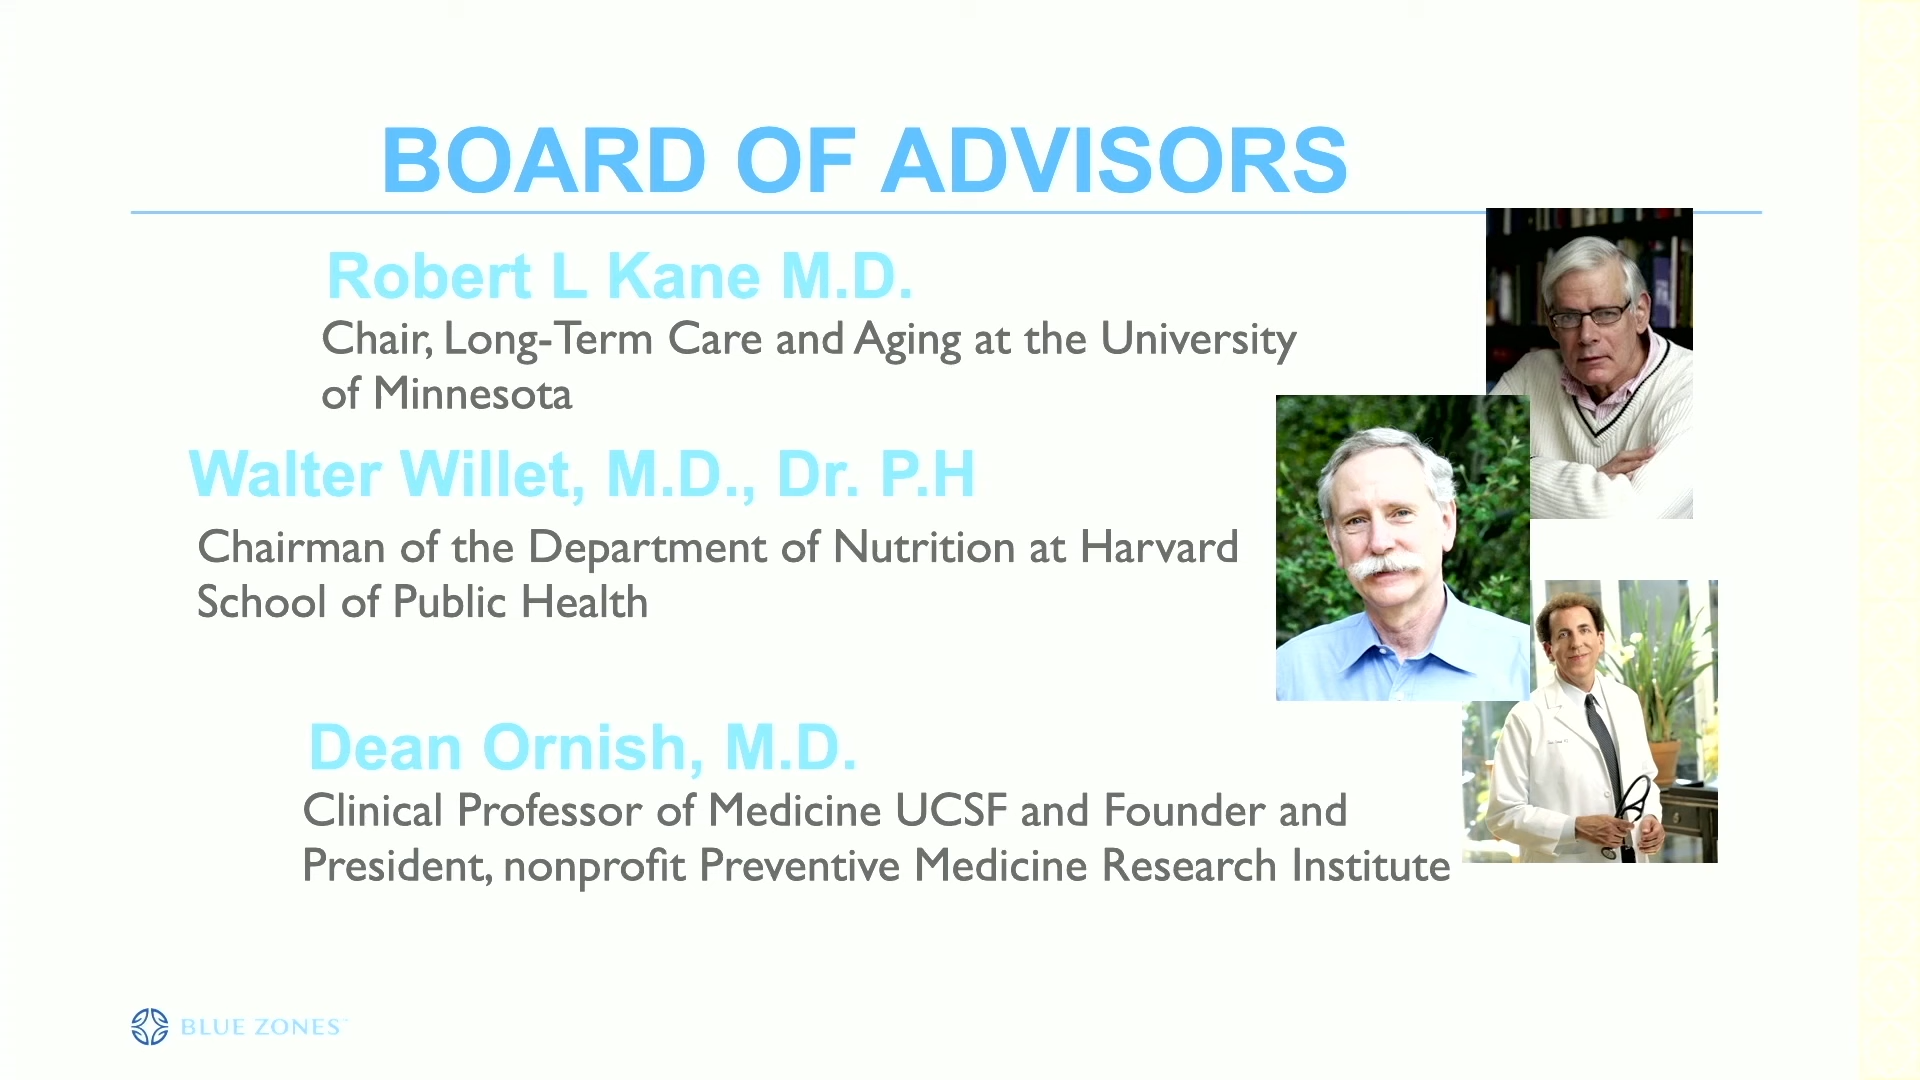 BOARD OF ADVISORS
Robert L Kane M.D.
Chair, Long-Term Care and Aging at the University
of Minnesota
Walter Willet, M.D., Dr. P.H
Chairman of the Department of Nutrition at Harvard
School of Public Health
Dean Ornish, M.D.
Clinical Professor of Medicine UCSF and Founder and
President, nonprofit Preventive Medicine Research Institute
BLUE ZONES™